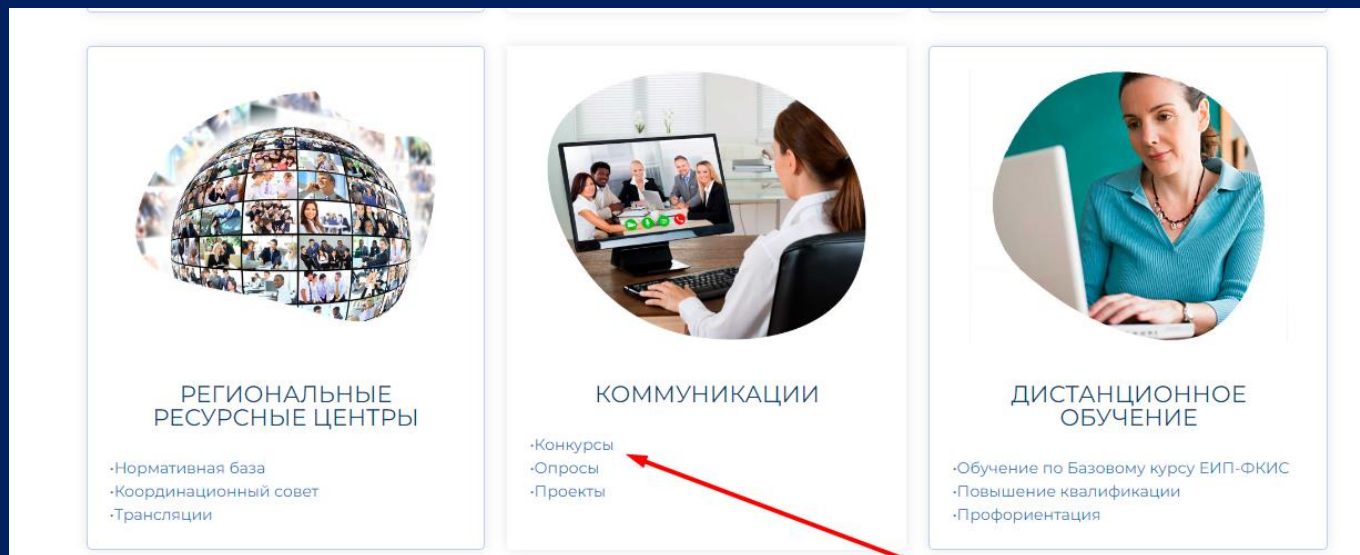 РЕГИОНАЛЬНЫЕ
РЕСУРСНЫЕ ЦЕНТРЫ
•Нормативная база
•Координационный совет
•Трансляции
КОММУНИКАЦИИ
•Конкурсы
•Опросы
•Проекты
ДИСТАНЦИОННОЕ
ОБУЧЕНИЕ
•Обучение по Базовому курсу ЕИП-ФКИС
•Повышение квалификации
•Профориентация